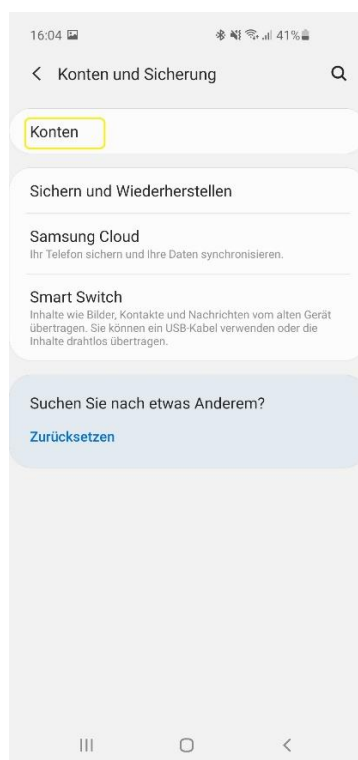 16:04 41%
Konten und Sicherung
Konten
Sichern und Wiederherstellen
Samsung Cloud
Ihr Telefon sichern und Ihre Daten synchronisieren.
Smart Switch
Inhalte wie Bilder, Kontakte und Nachrichten vom alten Gerät
übertragen. Sie können ein USB-Kabel verwenden oder die
Inhalte drahtlos übertragen.
Suchen Sie nach etwas Anderem?
Zurücksetzen